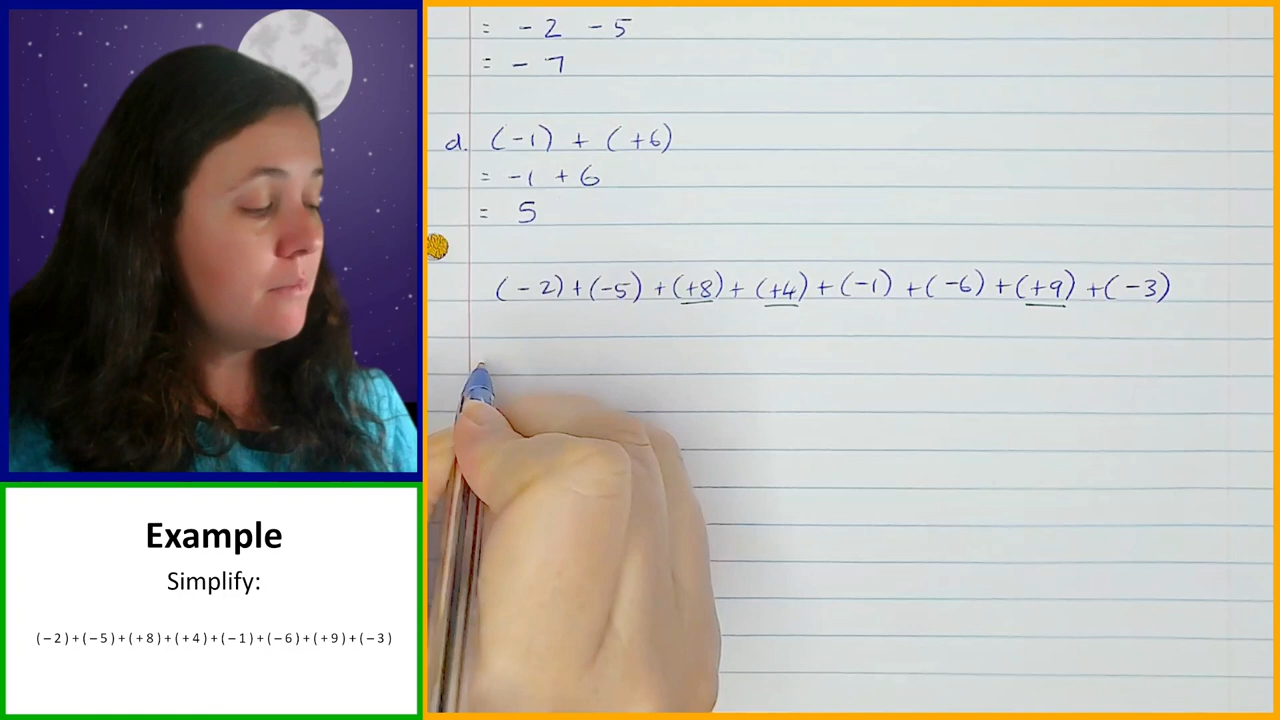 = -2 -5
= -7
d. (-1) + (+6)
= -1 +6
= 5
(-2)+(-5)+(+8)+(+4)+(-1)+(-6)+(+9)+(-3)
Example
Simplify:
(−2)+(−5)+(+8)+(+4)+(−1)+(−6)+(+9)+(−3)